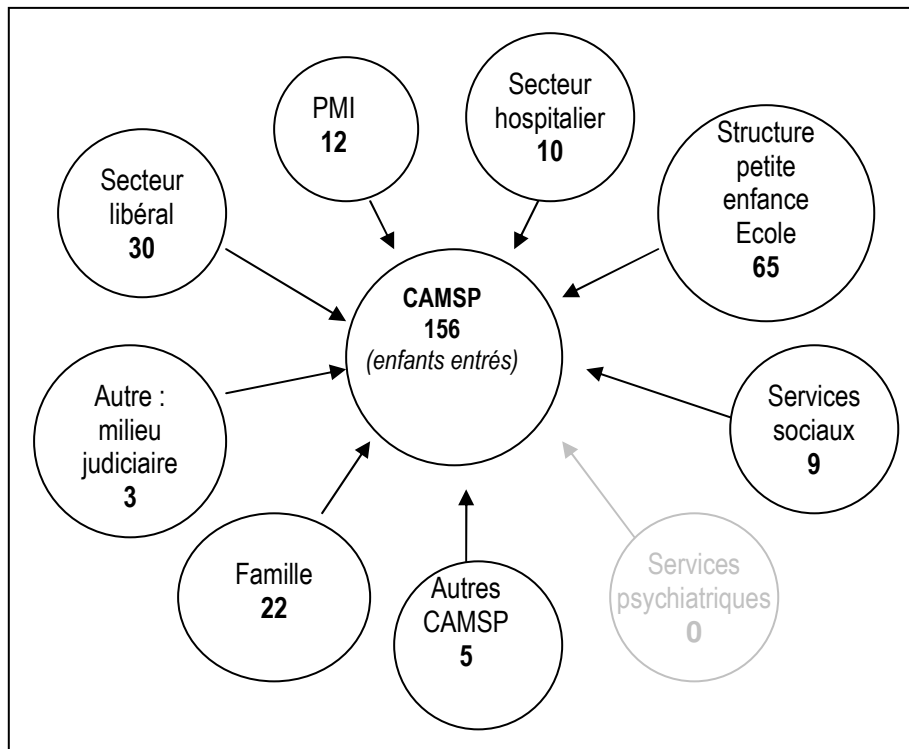 PMI
12
Secteur
hospitalier
10
Structure
petite
enfance
Ecole
65
Secteur
libéral
30
CAMSP
156
(enfants entrés)
Autre :
milieu
judiciaire
3
Services
sociaux
9
Famille
22
Autres
CAMSP
5
Services
psychiatriques
0